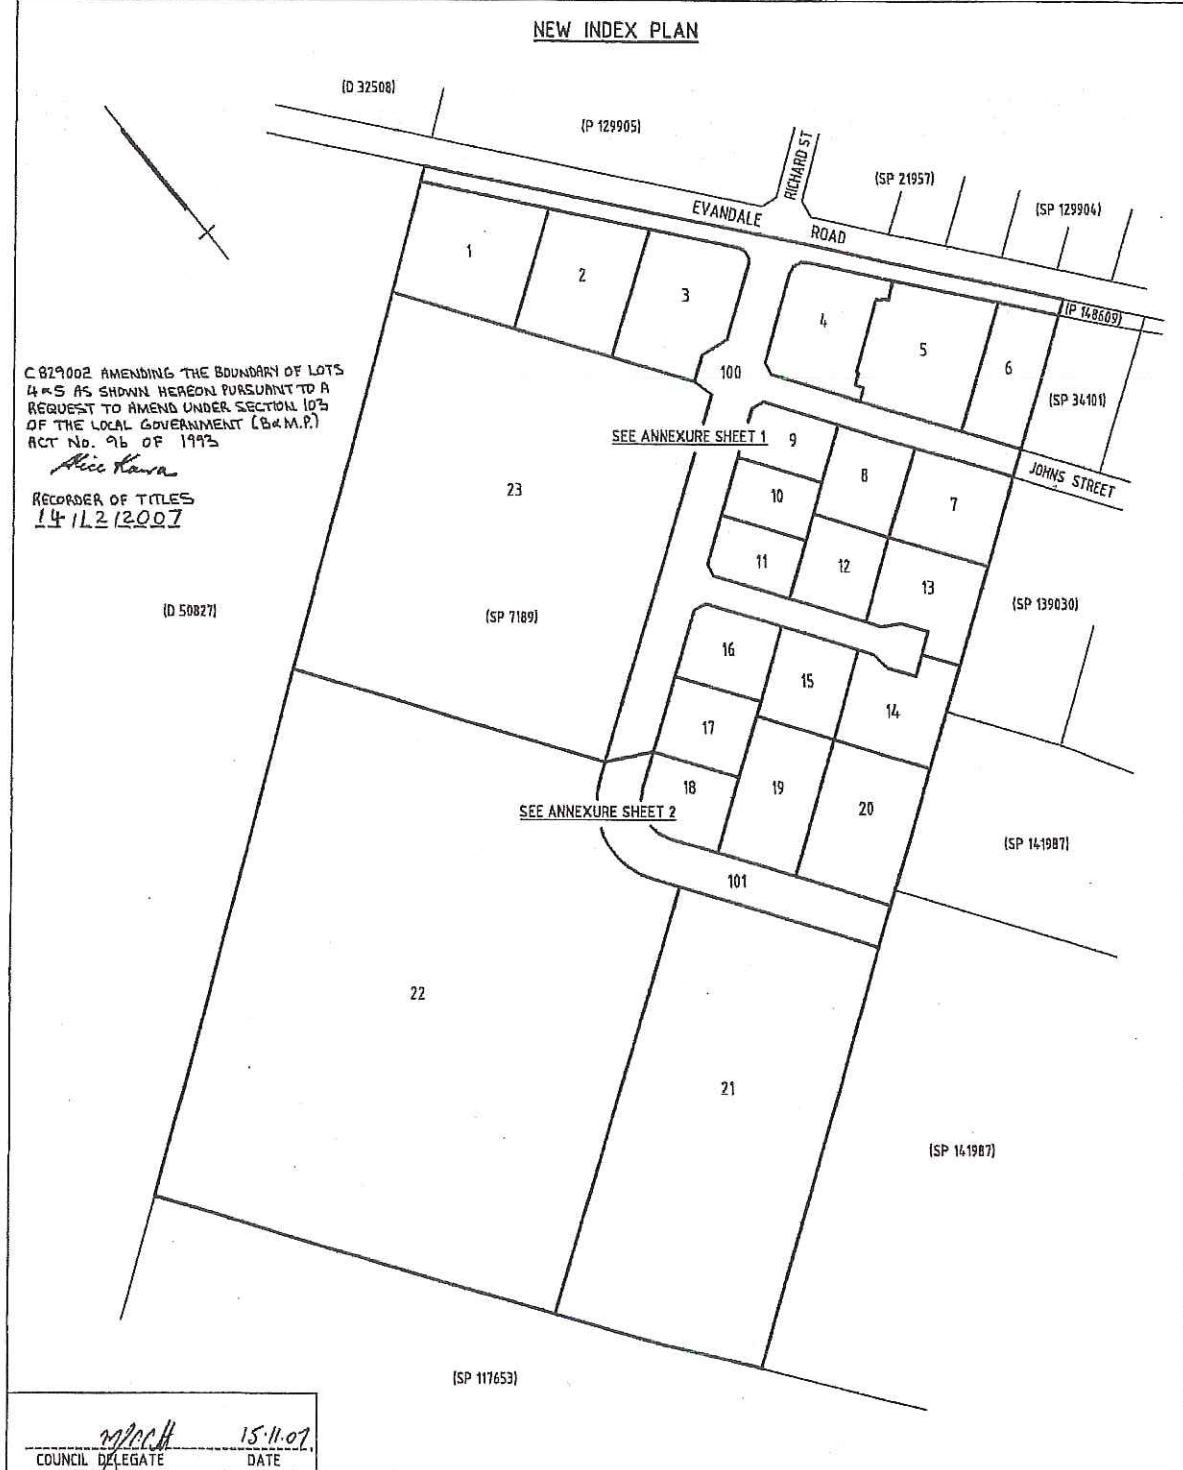 NEW INDEX PLAN
(D 32508)
(P 129905)
RICHARD ST
(SP 21957)
(SP 129904)
EVANDALE ROAD
(P 148609)
1
2
3
4
5
6
(SP 34101)
100
C829002 AMENDING THE BOUNDARY OF LOTS
4 & 5 AS SHOWN HEREON PURSUANT TO A
REQUEST TO AMEND UNDER SECTION 103
OF THE LOCAL GOVERNMENT (B&M.P.)
ACT No. 96 OF 1993
RECORDER OF TITLES
14/12/2007
SEE ANNEXURE SHEET 1
JOHNS STREET
9
8
7
10
23
11
12
13
(D 50827)
(SP 7189)
(SP 139030)
16
15
14
17
18
19
20
SEE ANNEXURE SHEET 2
(SP 141987)
101
22
21
(SP 141987)
(SP 117653)
15.11.07
COUNCIL DELEGATE DATE